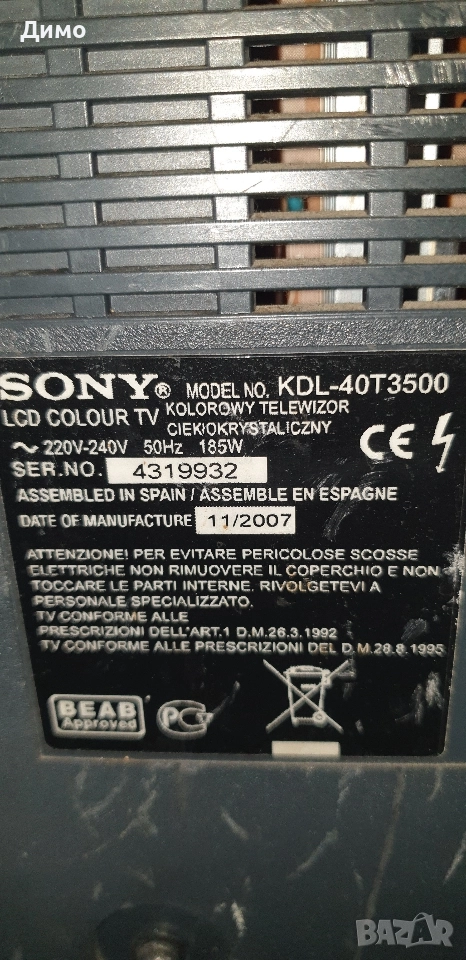 Димо
SONY® MODEL NO. KDL-40T3500
LCD COLOUR TV KOLOROWY TELEWIZOR
CIEKŁOKRYSTALICZNY
~ 220V-240V 50Hz 185W
CE
SER.NO. 4319932
ASSEMBLED IN SPAIN / ASSEMBLE EN ESPAGNE
DATE OF MANUFACTURE 11/2007
ATTENZIONE! PER EVITARE PERICOLOSE SCOSSE
ELETTRICHE NON RIMUOVERE IL COPERCHIO E NON
TOCCARE LE PARTI INTERNE. RIVOLGETEVI A
PERSONALE SPECIALIZZATO.
TV CONFORME ALLE
PRESCRIZIONI DELL'ART.1 D.M.26.3.1992
TV CONFORME ALLE PRESCRIZIONI DEL D.M.28.8.1995
BEAB
Approved
PCT
BAZAR